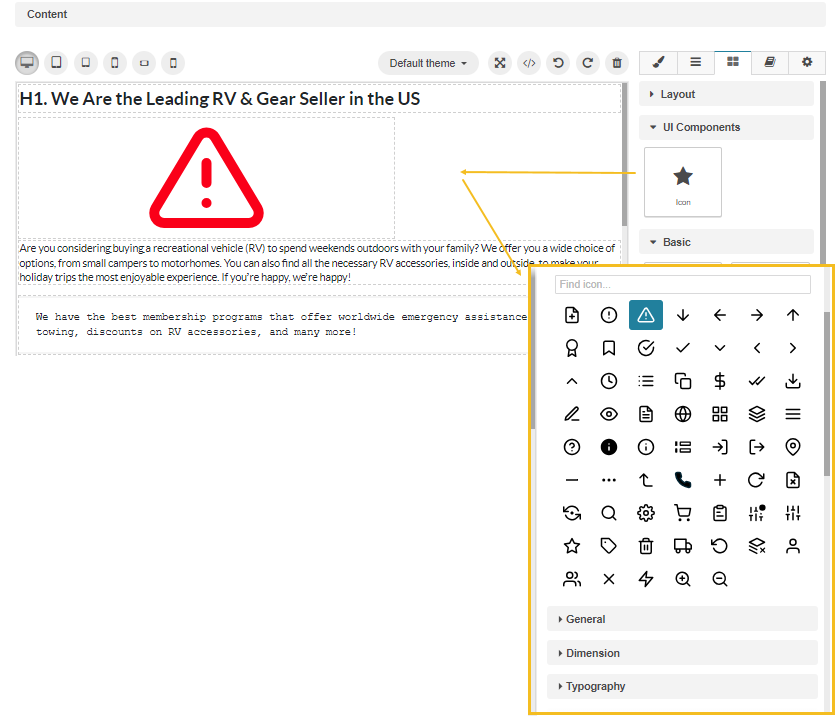 Content
Default theme
Layout
H1. We Are the Leading RV & Gear Seller in the US
UI Components
Icon
Basic
Are you considering buying a recreational vehicle (RV) to spend weekends outdoors with your family? We offer you a wide choice of
options, from small campers to motorhomes. You can also find all the necessary RV accessories, inside and outside, to make your
holiday trips the most enjoyable experience. If you're happy, we're happy!
We have the best membership programs that offer worldwide emergency assistance
towing, discounts on RV accessories, and many more!
Find icon...
General
Dimension
Typography